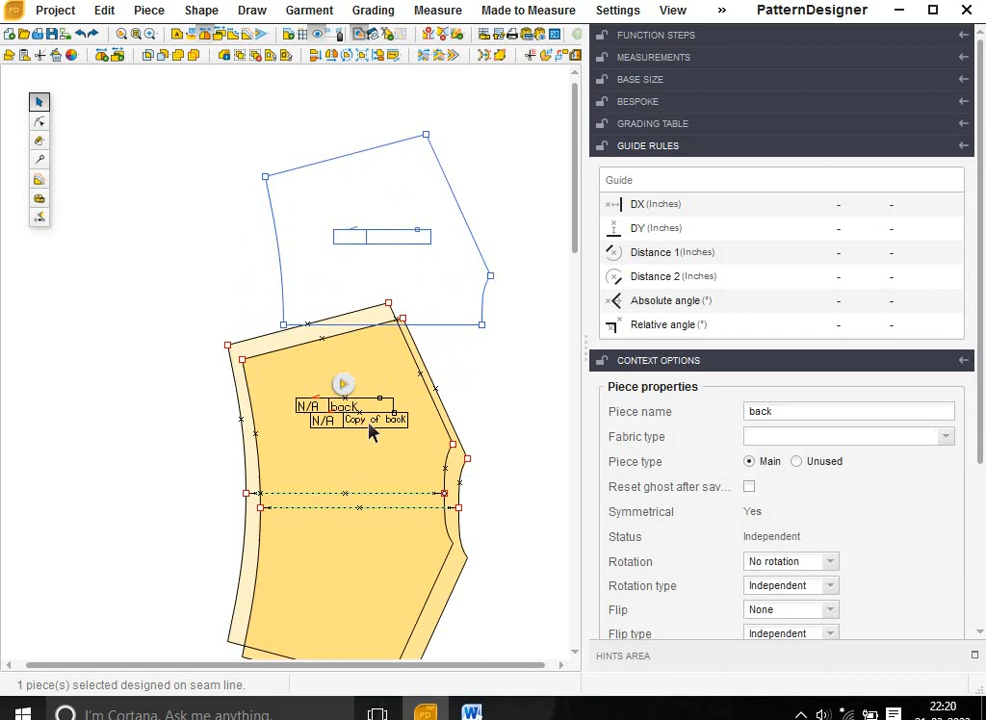 PD Edit Piece Shape Draw Garment Grading Measure Made to Measure Settings View » PatternDesigner
FUNCTION STEPS
MEASUREMENTS
BASE SIZE
BESPOKE
GRADING TABLE
GUIDE RULES
Guide
DX (Inches) - -
DY (Inches) - -
Distance 1 (Inches) - -
Distance 2 (Inches) - -
Absolute angle (°) - -
Relative angle (°) - -
CONTEXT OPTIONS
Piece properties
Piece name back
Fabric type
Piece type Main Unused
Reset ghost after sav...
Symmetrical Yes
Status Independent
Rotation No rotation
Rotation type Independent
Flip None
Flip type Independent
HINTS AREA
N/A back
N/A Copy of back
1 piece(s) selected designed on seam line.
I'm Cortana. Ask me anything.
PD
W
22:20